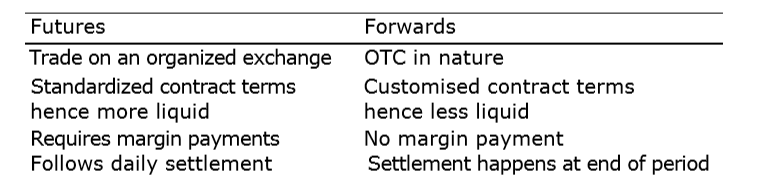 Futures Forwards
Trade on an organized exchange OTC in nature
Standardized contract terms Customised contract terms
hence more liquid hence less liquid
Requires margin payments No margin payment
Follows daily settlement Settlement happens at end of period